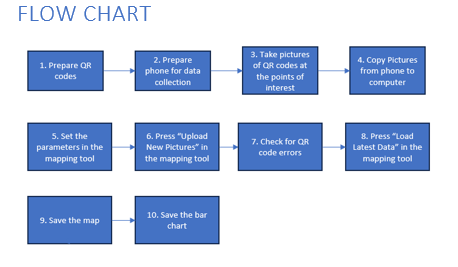 FLOW CHART
1. Prepare QR
codes
2. Prepare
phone for data
collection
3. Take pictures
of QR codes at
the points of
interest
4. Copy Pictures
from phone to
computer
5. Set the
parameters in the
mapping tool
6. Press “Upload
New Pictures” in
the mapping tool
7. Check for QR
code errors
8. Press “Load
Latest Data” in the
mapping tool
9. Save the map
10. Save the bar
chart